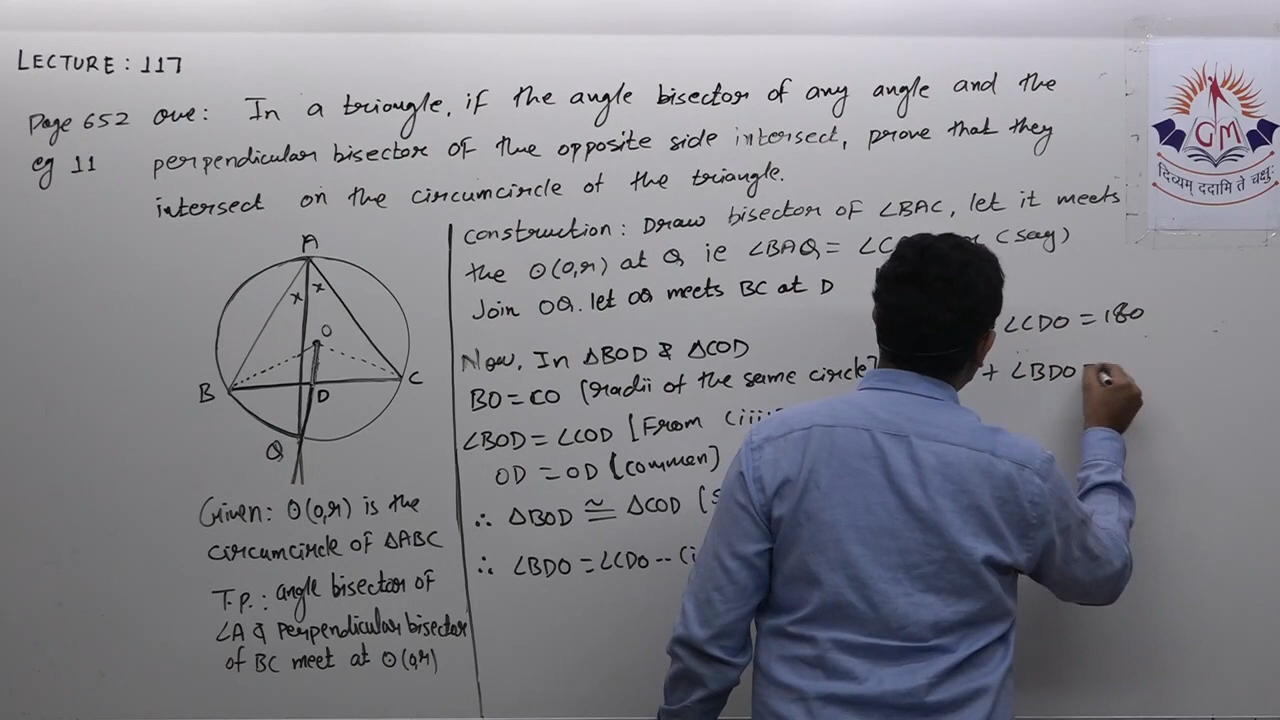 LECTURE : 117
Page 652 Que: In a triangle, if the angle bisector of any angle and the
eg 11 perpendicular bisector of the opposite side intersect, prove that they
intersect on the circumcircle of the triangle.
A
x x
O
B
C
D
Q
Given: ⊙(O,r) is the
circumcircle of ΔABC
T.P.: angle bisector of
∠A & perpendicular bisector
of BC meet at ⊙(O,r)
Construction: Draw bisector of ∠BAC, let it meets
the ⊙(O,r) at Q ie ∠BAQ = (say)
Join OQ. let OQ meets BC at D
Now, In ΔBOD & ΔCOD
BO = CO [radii of the same circle]
∠BOD = ∠COD [From (iii)
OD = OD [common]
∴ ΔBOD ≅ ΔCOD [S
∴ ∠BDO = ∠CDO -- (i
∠CDO = 180
+ ∠BDO =
GM
दिव्यम् ददामि ते चक्षुः